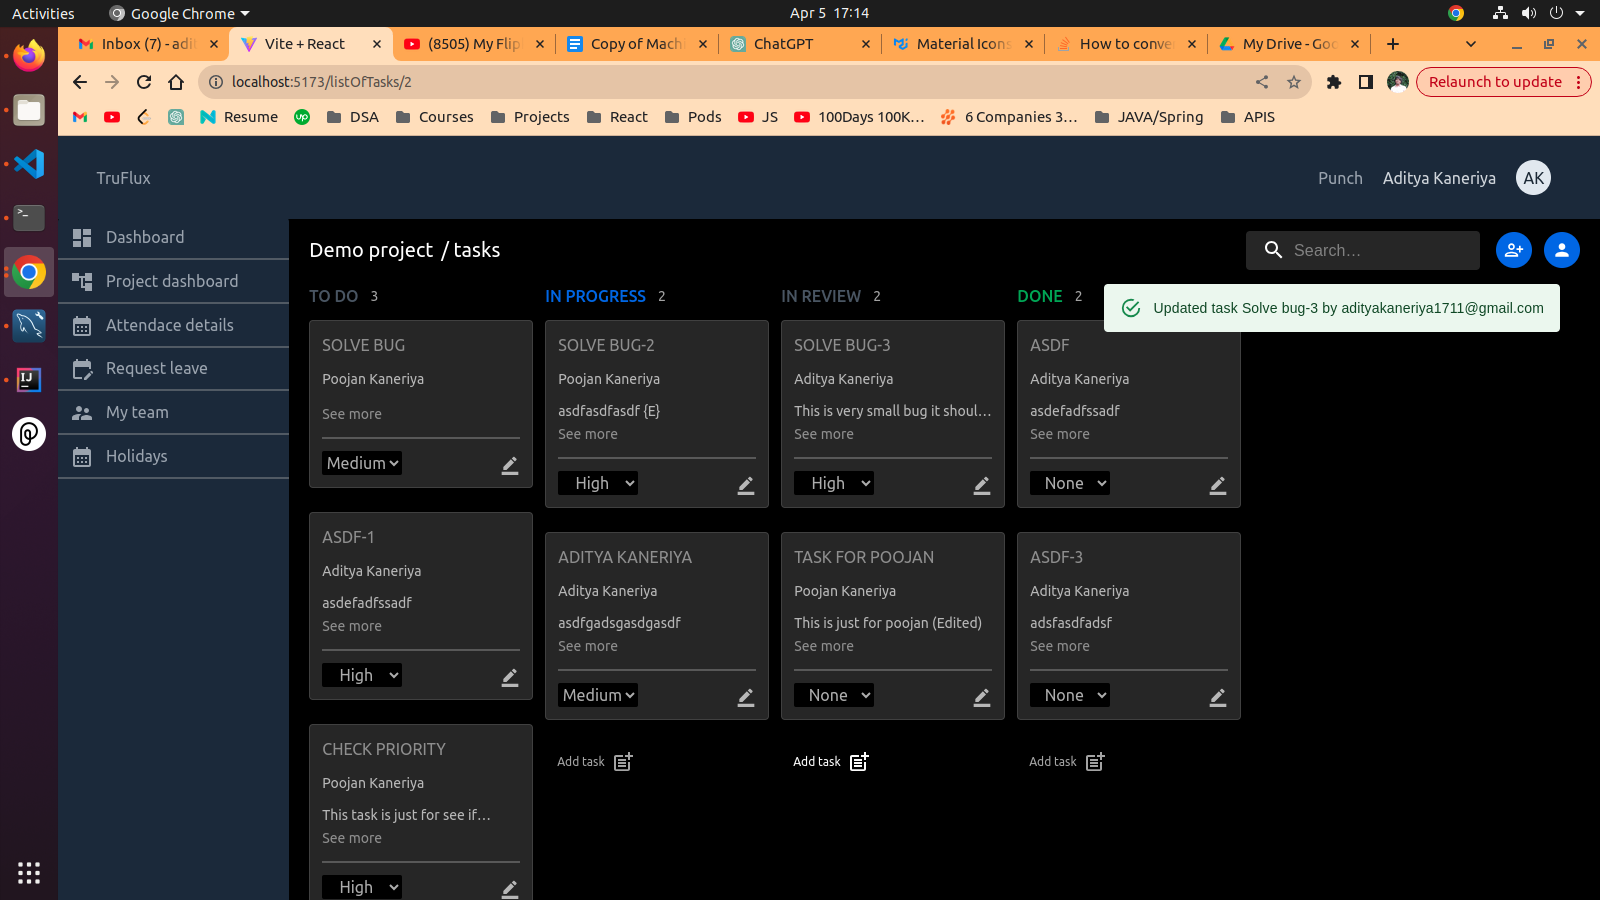 Activities
Google Chrome
Apr 5 17:14
Inbox (7) - adi
Vite + React
(8505) My Flip
Copy of Mach
ChatGPT
Material Icons
How to conve
My Drive - Goo
localhost:5173/listOfTasks/2
Relaunch to update
Resume
up
DSA
Courses
Projects
React
Pods
JS
100Days 100K...
6 Companies 3...
JAVA/Spring
APIS
TruFlux
Punch
Aditya Kaneriya
AK
Dashboard
Project dashboard
Attendace details
Request leave
My team
Holidays
Demo project / tasks
Search...
Updated task Solve bug-3 by adityakaneriya1711@gmail.com
TO DO 3
SOLVE BUG
Poojan Kaneriya
See more
Medium
ASDF-1
Aditya Kaneriya
asdefadfssadf
See more
High
CHECK PRIORITY
Poojan Kaneriya
This task is just for see if...
See more
High
IN PROGRESS 2
SOLVE BUG-2
Poojan Kaneriya
asdfasdfasdf {E}
See more
High
ADITYA KANERIYA
Aditya Kaneriya
asdfgadsgasdgasdf
See more
Medium
Add task
IN REVIEW 2
SOLVE BUG-3
Aditya Kaneriya
This is very small bug it shoul...
See more
High
TASK FOR POOJAN
Poojan Kaneriya
This is just for poojan (Edited)
See more
None
Add task
DONE 2
ASDF
Aditya Kaneriya
asdefadfssadf
See more
None
ASDF-3
Aditya Kaneriya
adsfasdfadsf
See more
None
Add task
IJ